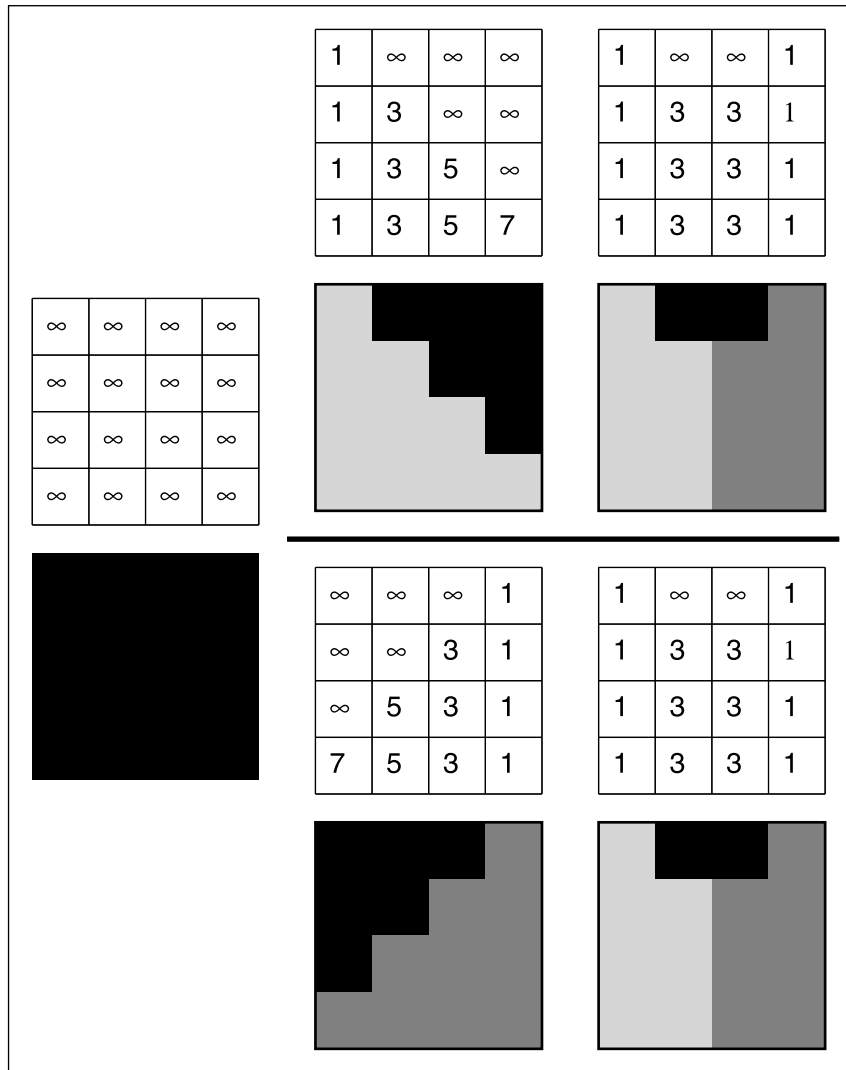 1 ∞ ∞ ∞
1 3 ∞ ∞
1 3 5 ∞
1 3 5 7
1 ∞ ∞ 1
1 3 3 1
1 3 3 1
1 3 3 1
∞ ∞ ∞ ∞
∞ ∞ ∞ ∞
∞ ∞ ∞ ∞
∞ ∞ ∞ ∞
∞ ∞ ∞ 1
∞ ∞ 3 1
∞ 5 3 1
7 5 3 1
1 ∞ ∞ 1
1 3 3 1
1 3 3 1
1 3 3 1